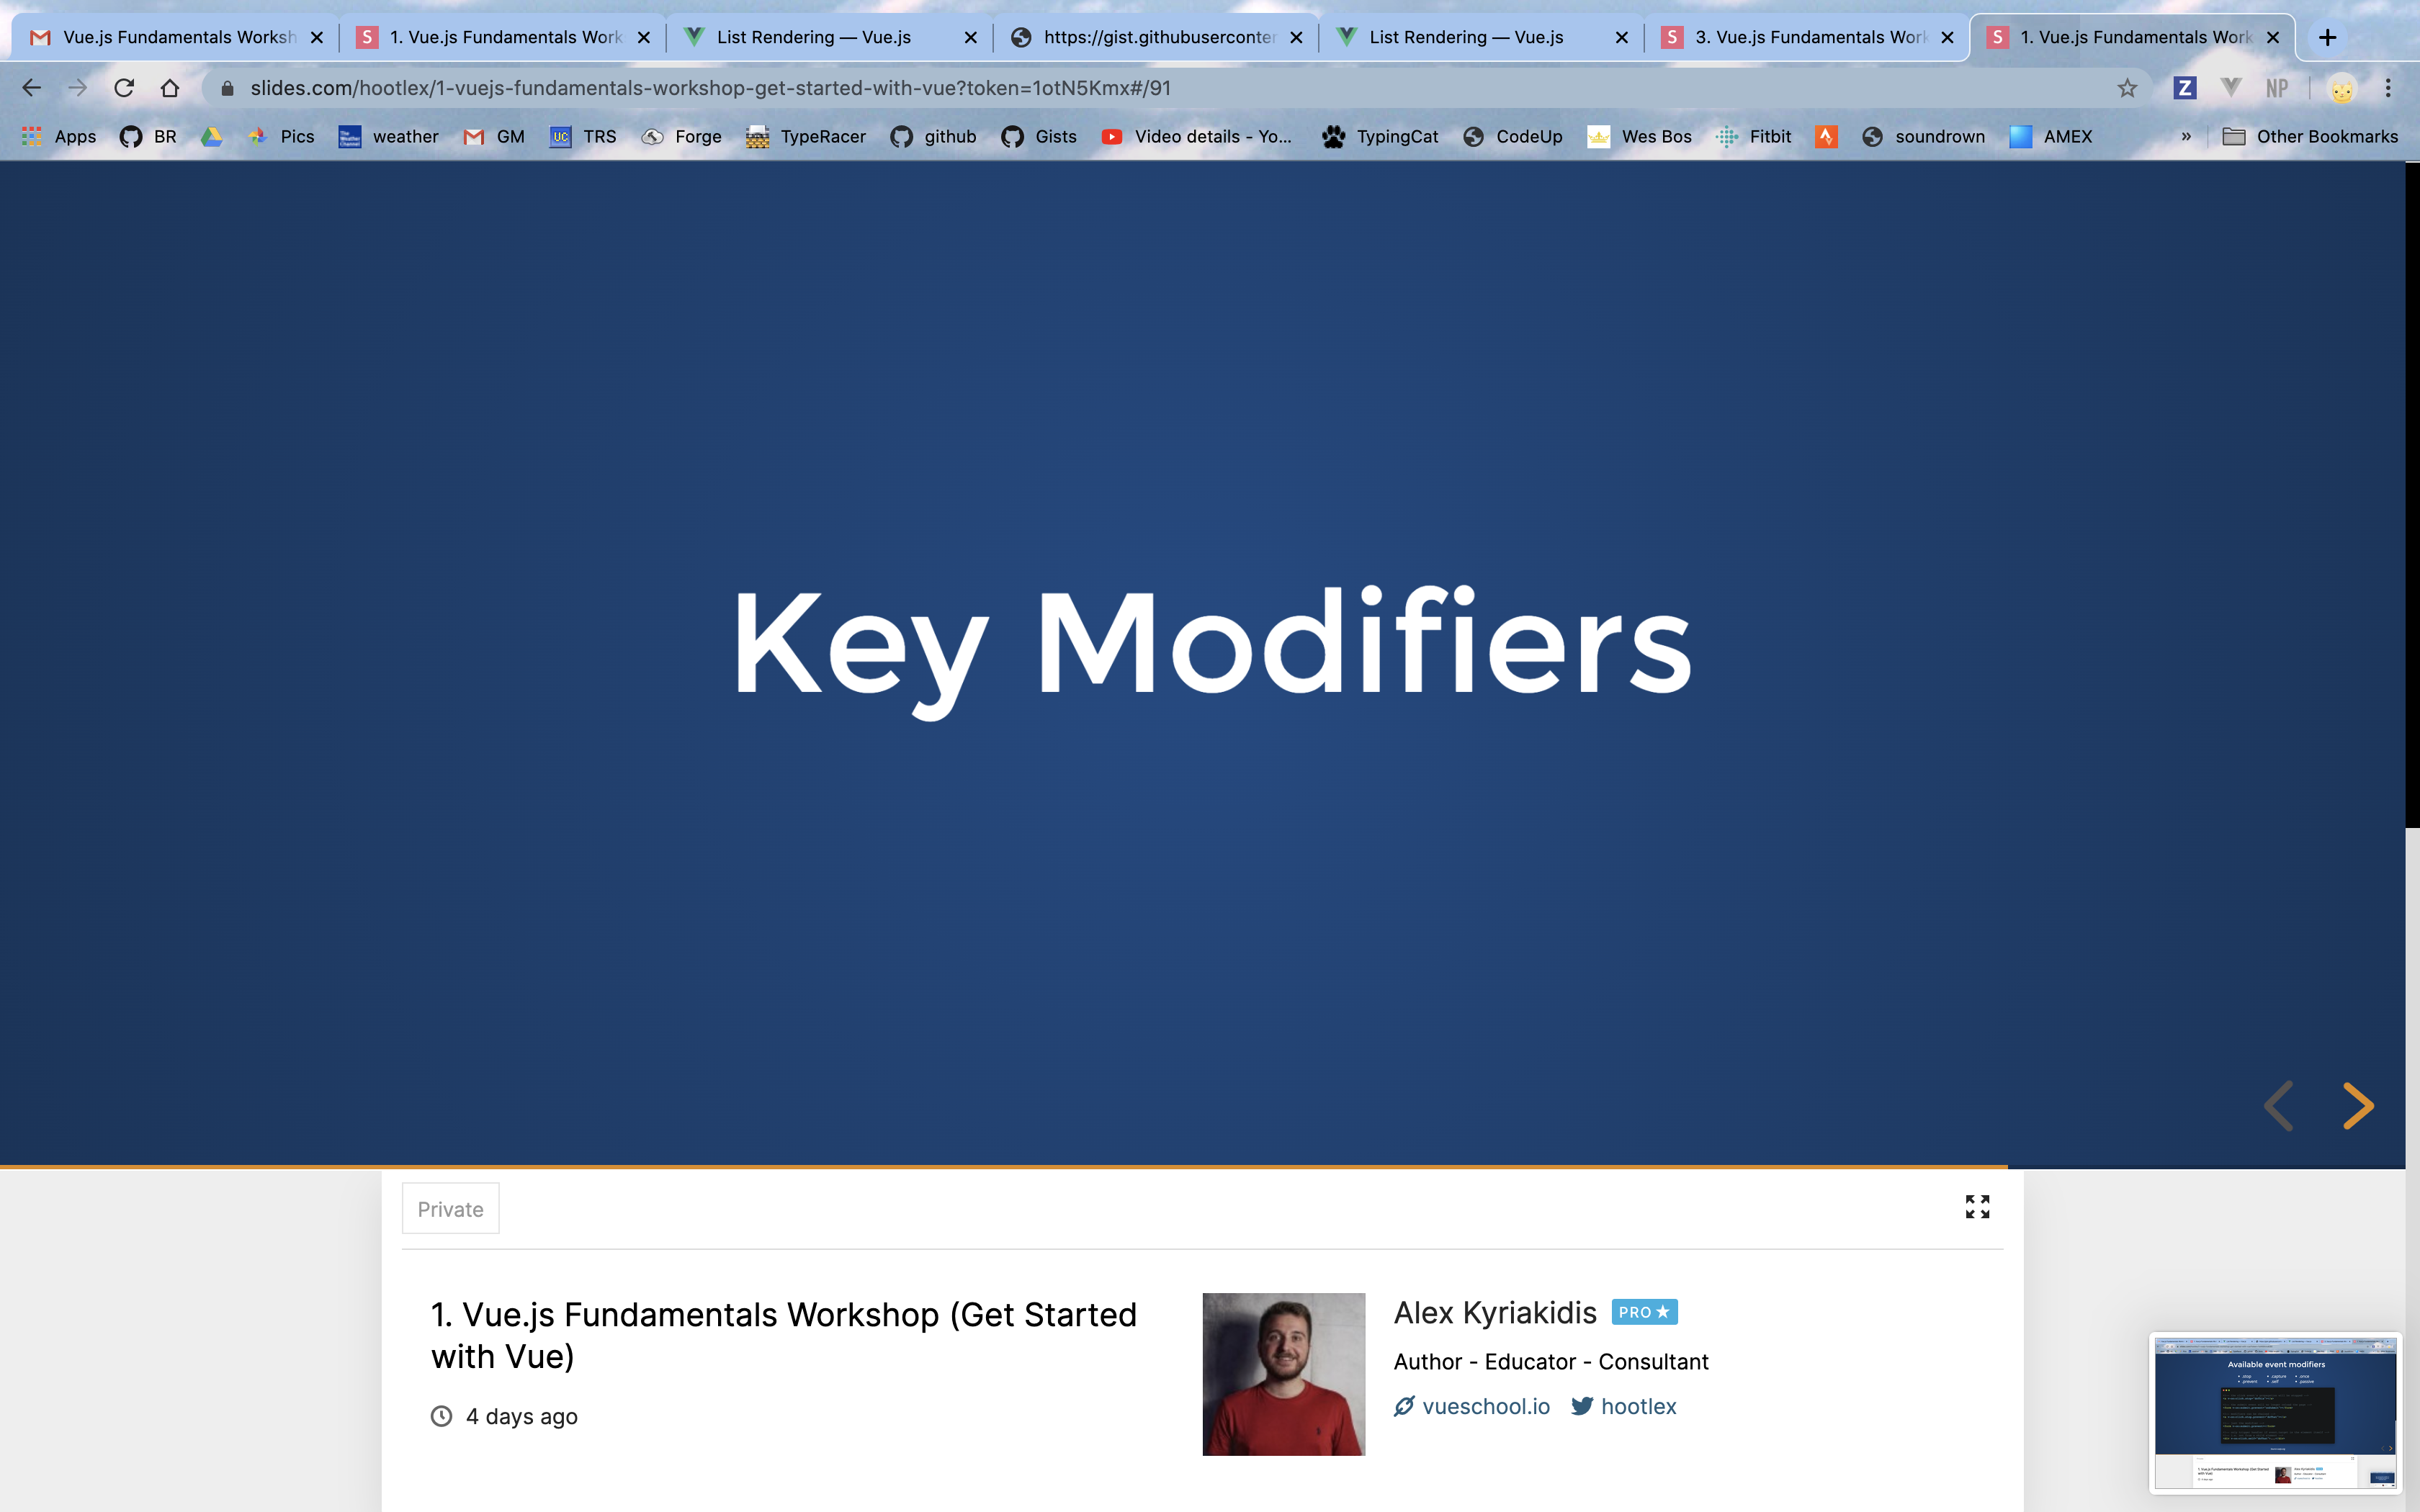 Vue.js Fundamentals Worksh
1. Vue.js Fundamentals Work
List Rendering — Vue.js
https://gist.githubuserconter
List Rendering — Vue.js
3. Vue.js Fundamentals Work
1. Vue.js Fundamentals Work
slides.com/hootlex/1-vuejs-fundamentals-workshop-get-started-with-vue?token=1otN5Kmx#/91
Z
NP
Apps
BR
Pics
weather
GM
UC
TRS
Forge
TypeRacer
github
Gists
Video details - Yo...
TypingCat
CodeUp
Wes Bos
Fitbit
soundrown
AMEX
»
Other Bookmarks
Key Modifiers
Private
1. Vue.js Fundamentals Workshop (Get Started
with Vue)
4 days ago
Alex Kyriakidis PRO
Author - Educator - Consultant
vueschool.io hootlex
Available event modifiers